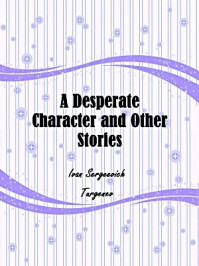 A Desperate
Character and Other
Stories
Ivan Sergeevich
Turgenev